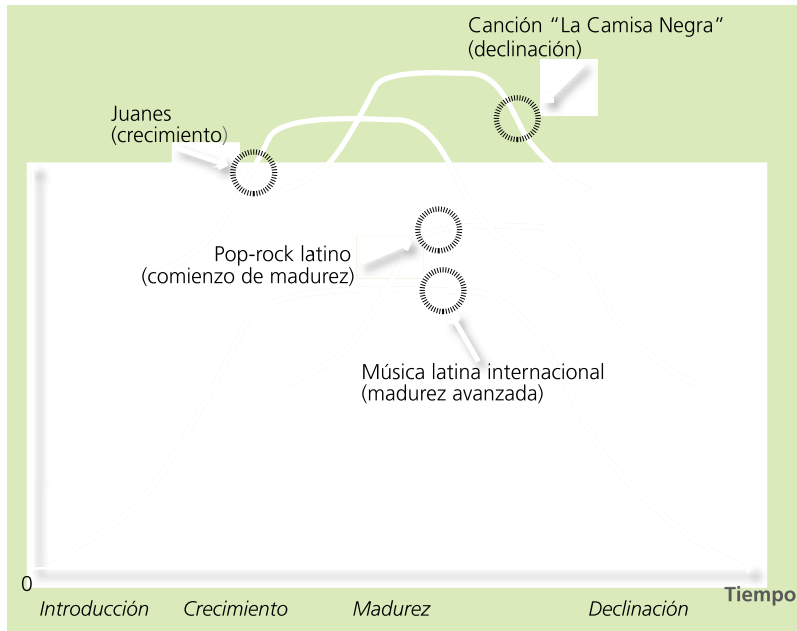 Canción “La Camisa Negra”
(declinación)
Juanes
(crecimiento)
Pop-rock latino
(comienzo de madurez)
Música latina internacional
(madurez avanzada)
0
Tiempo
Introducción
Crecimiento
Madurez
Declinación